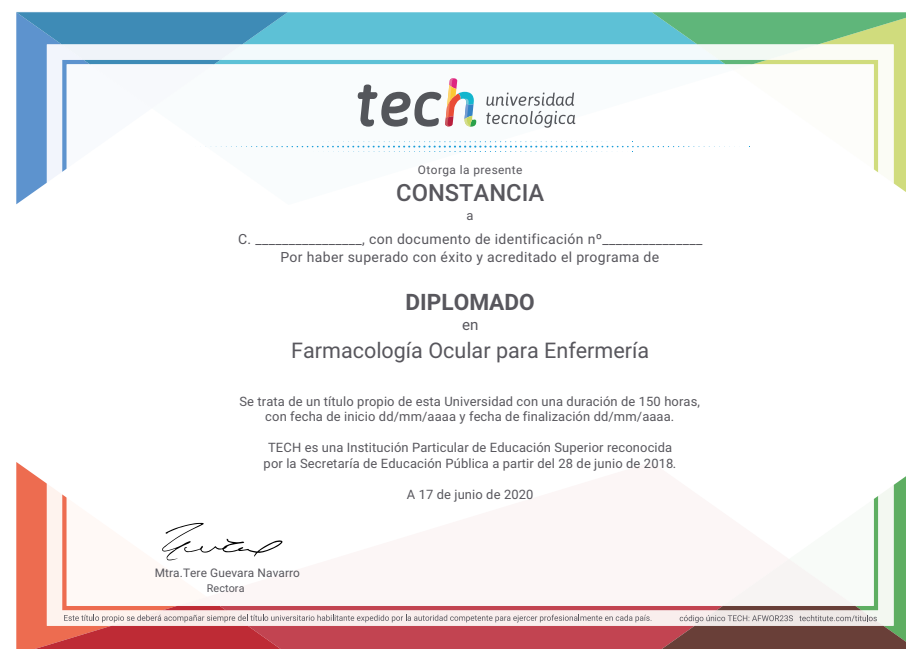 tech universidad
tecnológica
Otorga la presente
CONSTANCIA
a
C. ________________, con documento de identificación nº_______________
Por haber superado con éxito y acreditado el programa de
DIPLOMADO
en
Farmacología Ocular para Enfermería
Se trata de un título propio de esta Universidad con una duración de 150 horas,
con fecha de inicio dd/mm/aaaa y fecha de finalización dd/mm/aaaa.
TECH es una Institución Particular de Educación Superior reconocida
por la Secretaría de Educación Pública a partir del 28 de junio de 2018.
A 17 de junio de 2020
Mtra.Tere Guevara Navarro
Rectora
Este título propio se deberá acompañar siempre del título universitario habilitante expedido por la autoridad competente para ejercer profesionalmente en cada país. código único TECH: AFWOR23S techtitute.com/titulos